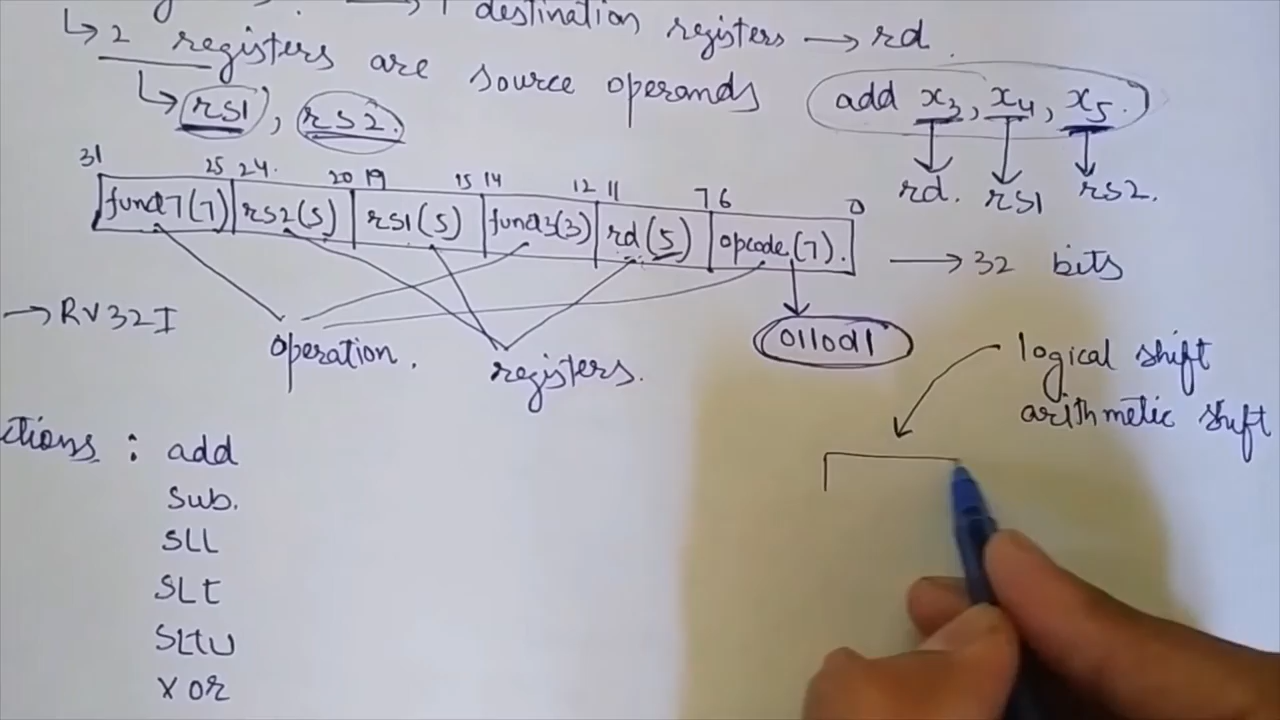 1 destination registers → rd.
↳ 2 registers are source operands
↳ rs1, rs2.
add x3, x4, x5.
rd. rs1 rs2.
31 25 24. 20 19 15 14 12 11 7 6 0
funct7(7) rs2(5) rs1(5) funct3(3) rd(5) opcode(7). → 32 bits
→ RV32I
operation. registers. 0110011
logical shift
arithmetic shift
ctions : add
Sub.
SLL
SLt
SLtU
Xor